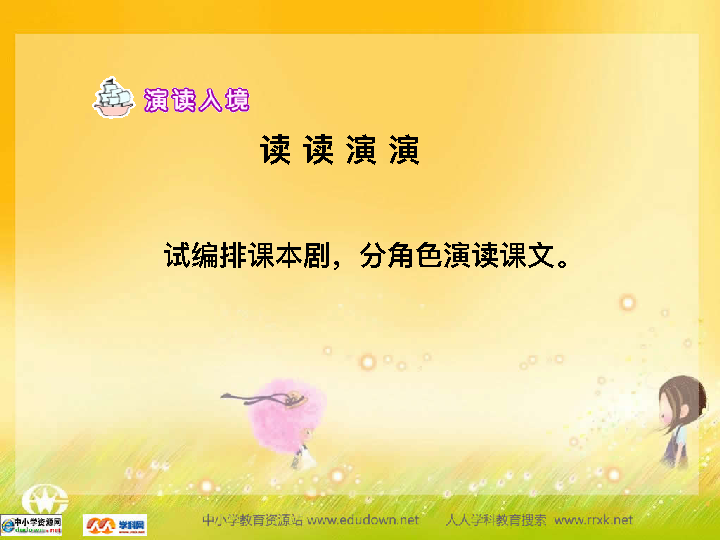 演读入境
读读演演
试编排课本剧，分角色演读课文。
中小学资源网
学科网
中小学教育资源站 www.edudown.net 人人学科教育搜索 www.rrxk.net